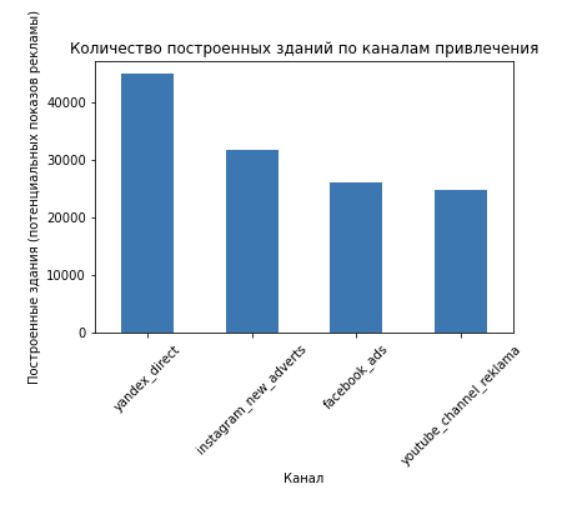 Количество построенных зданий по каналам привлечения
Построенные здания (потенциальных показов рекламы)
40000
30000
20000
10000
0
yandex_direct
instagram_new_adverts
facebook_ads
youtube_channel_reklama
Канал